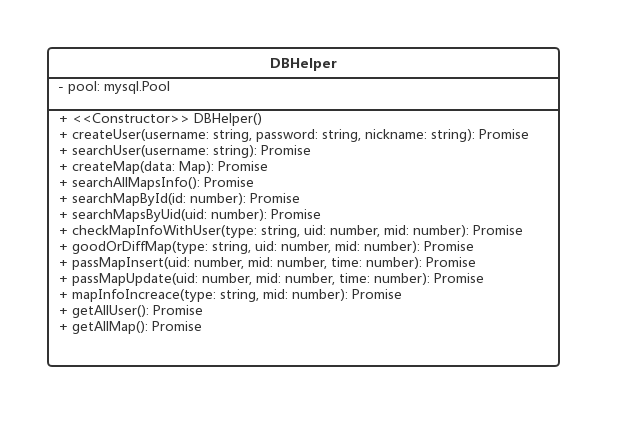 DBHelper
- pool: mysql.Pool
+ <<Constructor>> DBHelper()
+ createUser(username: string, password: string, nickname: string): Promise
+ searchUser(username: string): Promise
+ createMap(data: Map): Promise
+ searchAllMapsInfo(): Promise
+ searchMapById(id: number): Promise
+ searchMapsByUid(uid: number): Promise
+ checkMapInfoWithUser(type: string, uid: number, mid: number): Promise
+ goodOrDiffMap(type: string, uid: number, mid: number): Promise
+ passMapInsert(uid: number, mid: number, time: number): Promise
+ passMapUpdate(uid: number, mid: number, time: number): Promise
+ mapInfoIncreace(type: string, mid: number): Promise
+ getAllUser(): Promise
+ getAllMap(): Promise